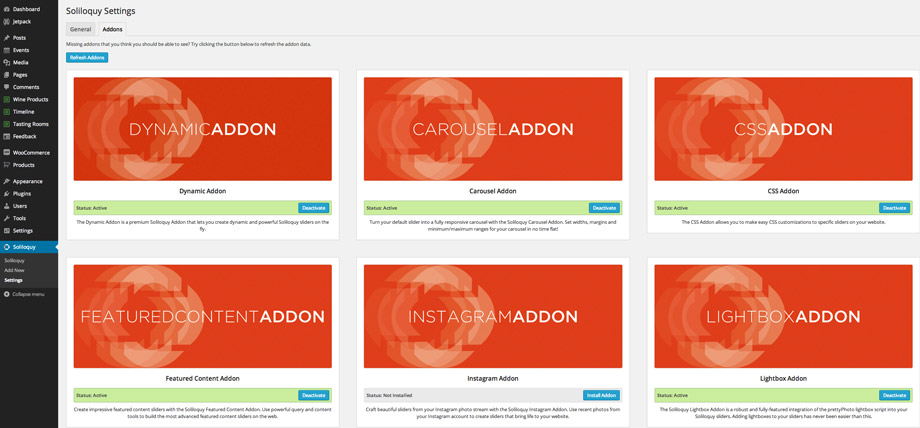 Dashboard
Jetpack
Posts
Events
Media
Pages
Comments
Wine Products
Timeline
Tasting Rooms
Feedback
WooCommerce
Products
Appearance
Plugins
Users
Tools
Settings
Soliloquy
Soliloquy
Add New
Settings
Collapse menu
Soliloquy Settings
General
Addons
Missing addons that you think you should be able to see? Try clicking the button below to refresh the addon data.
Refresh Addons
DYNAMICADDON
Dynamic Addon
Status: Active
Deactivate
The Dynamic Addon is a premium Soliloquy Addon that lets you create dynamic and powerful Soliloquy sliders on the
fly.
CAROUSELADDON
Carousel Addon
Status: Active
Deactivate
Turn your default slider into a fully responsive carousel with the Soliloquy Carousel Addon. Set widths, margins and
minimum/maximum ranges for your carousel in no time flat!
CSSADDON
CSS Addon
Status: Active
Deactivate
The CSS Addon allows you to make easy CSS customizations to specific sliders on your website.
FEATUREDCONTENTADDON
Featured Content Addon
Status: Active
Deactivate
Create impressive featured content sliders with the Soliloquy Featured Content Addon. Use powerful query and content
tools to build the most advanced featured content sliders on the web.
INSTAGRAMADDON
Instagram Addon
Status: Not Installed
Install Addon
Craft beautiful sliders from your Instagram photo stream with the Soliloquy Instagram Addon. Use recent photos from
your Instagram account to create sliders that bring life to your website.
LIGHTBOXADDON
Lightbox Addon
Status: Active
Deactivate
The Soliloquy Lightbox Addon is a robust and fully-featured integration of the prettyPhoto lightbox script into your
Soliloquy sliders. Adding lightboxes to your sliders has never been easier than this.